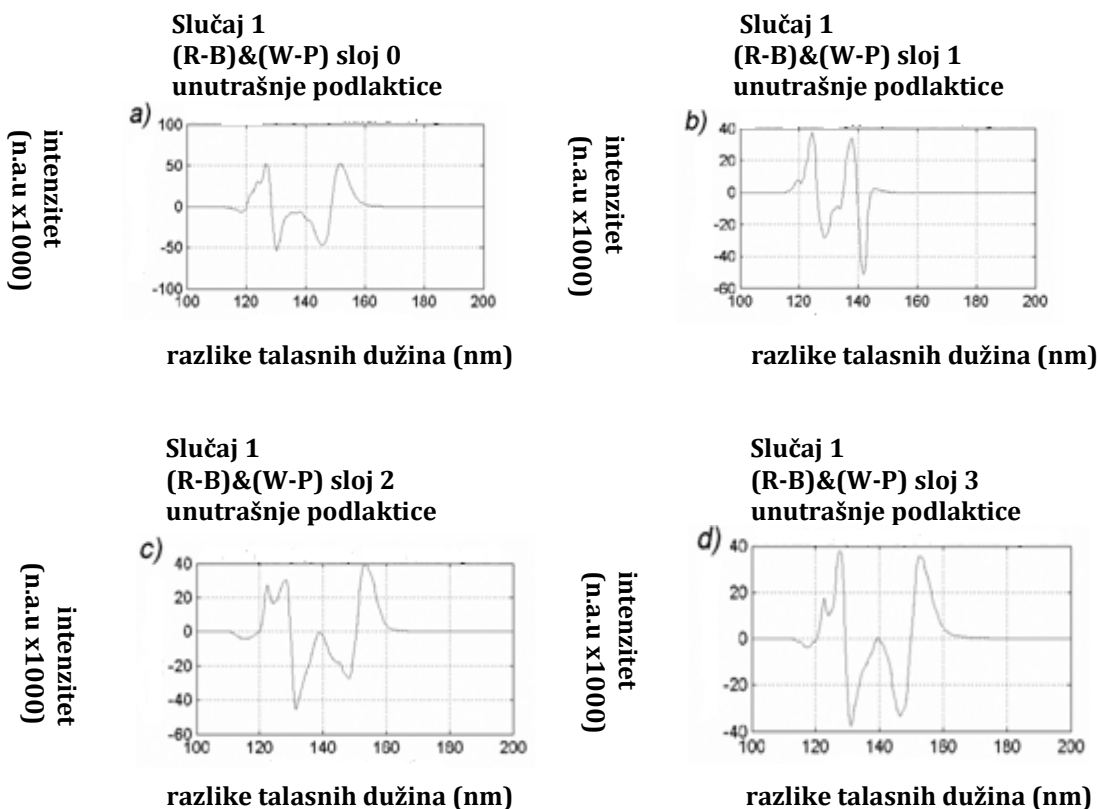 Slučaj 1
(R-B)&(W-P) sloj 0
unutrašnje podlaktice
a)
100
50
0
-50
-100
100 120 140 160 180 200
intenzitet
(n.a.u x1000)
razlike talasnih dužina (nm)
Slučaj 1
(R-B)&(W-P) sloj 1
unutrašnje podlaktice
b)
40
20
0
-20
-40
-60
100 120 140 160 180 200
intenzitet
(n.a.u x1000)
razlike talasnih dužina (nm)
Slučaj 1
(R-B)&(W-P) sloj 2
unutrašnje podlaktice
c)
40
20
0
-20
-40
-60
100 120 140 160 180 200
intenzitet
(n.a.u x1000)
razlike talasnih dužina (nm)
Slučaj 1
(R-B)&(W-P) sloj 3
unutrašnje podlaktice
d)
40
20
0
-20
-40
100 120 140 160 180 200
intenzitet
(n.a.u x1000)
razlike talasnih dužina (nm)